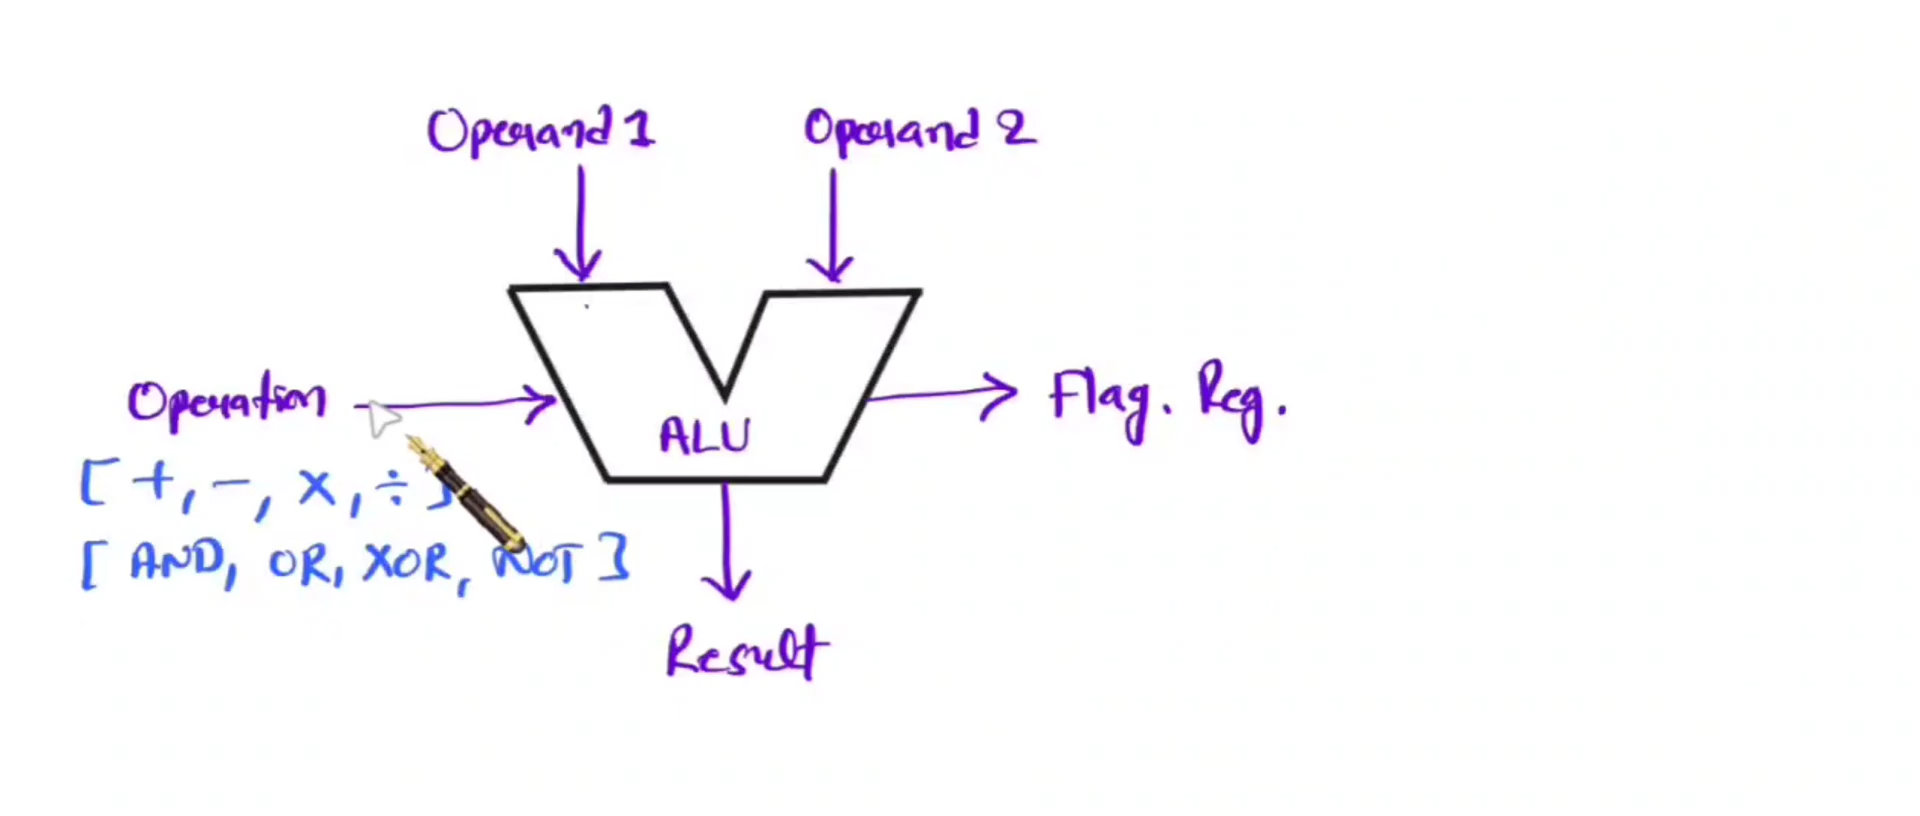 Operand 1
Operand 2
Operation
Flag. Reg.
ALU
[ +, -, x, ÷ ]
[ AND, OR, XOR, NOT ]
Result